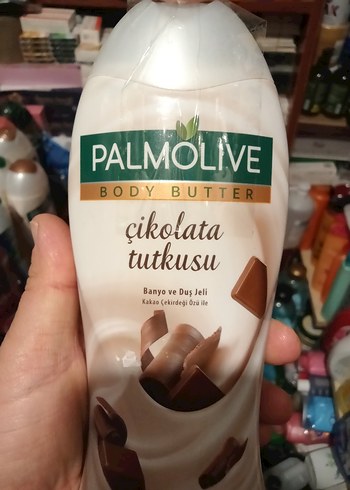 PALMOLIVE
BODY BUTTER
çikolata
tutkusu
Banyo ve Duş Jeli
Kakao Çekirdeği Özü ile